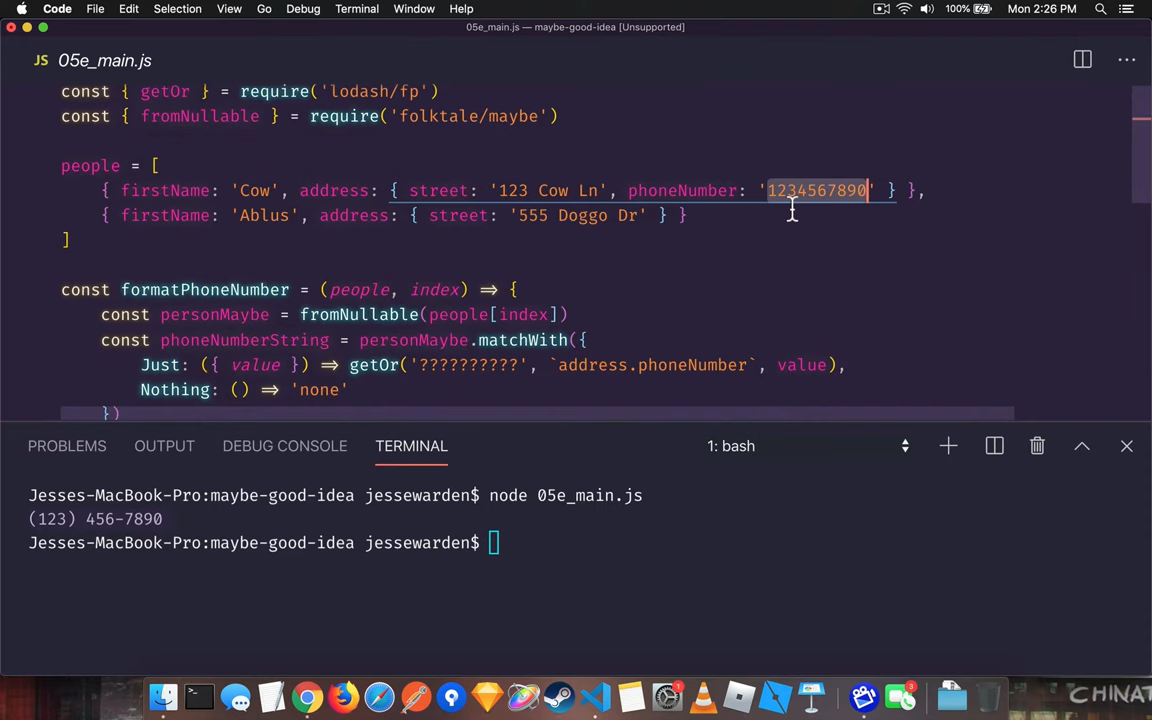 Code File Edit Selection View Go Debug Terminal Window Help 100% Mon 2:26 PM
05e_main.js — maybe-good-idea [Unsupported]
JS 05e_main.js
const { getOr } = require('lodash/fp')
const { fromNullable } = require('folktale/maybe')
people = [
{ firstName: 'Cow', address: { street: '123 Cow Ln', phoneNumber: '1234567890' } },
{ firstName: 'Ablus', address: { street: '555 Doggo Dr' } }
]
const formatPhoneNumber = (people, index) => {
const personMaybe = fromNullable(people[index])
const phoneNumberString = personMaybe.matchWith({
Just: ({ value }) => getOr('??????????', `address.phoneNumber`, value),
Nothing: () => 'none'
})
PROBLEMS OUTPUT DEBUG CONSOLE TERMINAL 1: bash
Jesses-MacBook-Pro:maybe-good-idea jessewarden$ node 05e_main.js
(123) 456-7890
Jesses-MacBook-Pro:maybe-good-idea jessewarden$
1
3
CHINAT